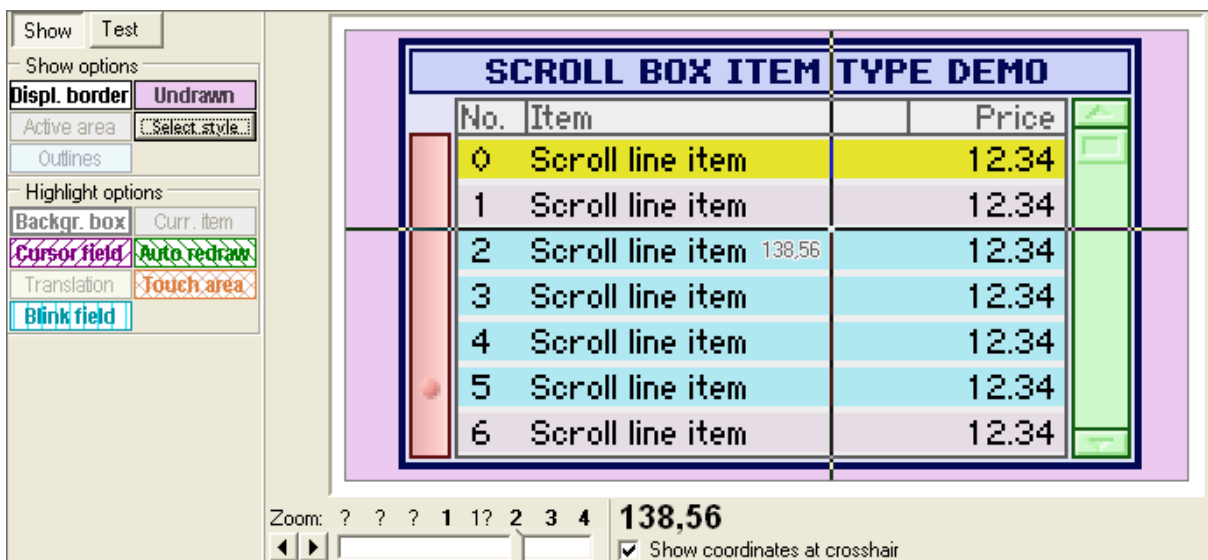 Show Test
Show options
Displ. border Undrawn
Active area Select style..
Outlines
Highlight options
Backgr. box Curr. item
Cursor field Auto redraw
Translation Touch area
Blink field
SCROLL BOX ITEM TYPE DEMO
No. Item Price
0 Scroll line item 12.34
1 Scroll line item 12.34
2 Scroll line item 138,56 12.34
3 Scroll line item 12.34
4 Scroll line item 12.34
5 Scroll line item 12.34
6 Scroll line item 12.34
Zoom: ? ? ? 1 1? 2 3 4 138,56
Show coordinates at crosshair